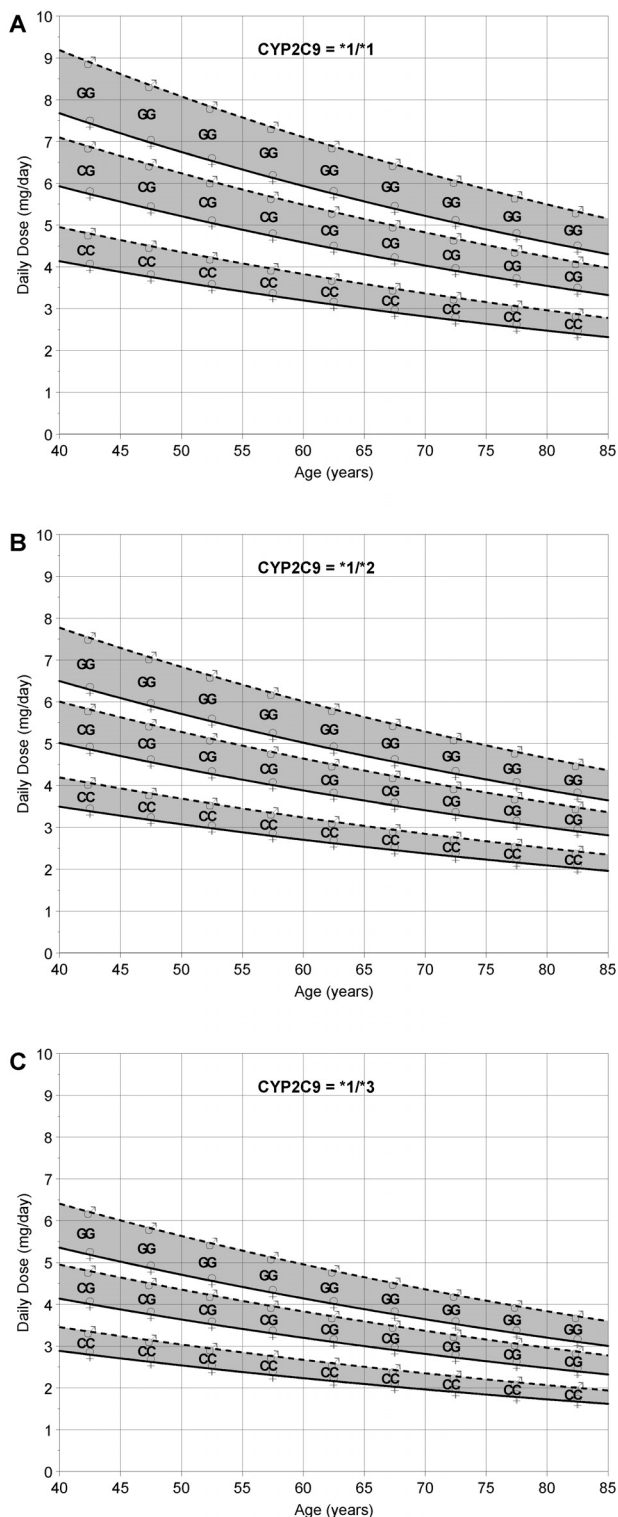 A
CYP2C9 = *1/*1
10
9
8
7
6
5
4
3
2
1
0
Daily Dose (mg/day)
GG GG GG GG GG GG GG GG GG
CG CG CG CG CG CG CG CG CG
CC CC CC CC CC CC CC CC CC
40 45 50 55 60 65 70 75 80 85
Age (years)
B
CYP2C9 = *1/*2
10
9
8
7
6
5
4
3
2
1
0
Daily Dose (mg/day)
GG GG GG GG GG GG GG GG GG
CG CG CG CG CG CG CG CG CG
CC CC CC CC CC CC CC CC CC
40 45 50 55 60 65 70 75 80 85
Age (years)
C
CYP2C9 = *1/*3
10
9
8
7
6
5
4
3
2
1
0
Daily Dose (mg/day)
GG GG GG GG GG GG GG GG GG
CG CG CG CG CG CG CG CG CG
CC CC CC CC CC CC CC CC CC
40 45 50 55 60 65 70 75 80 85
Age (years)